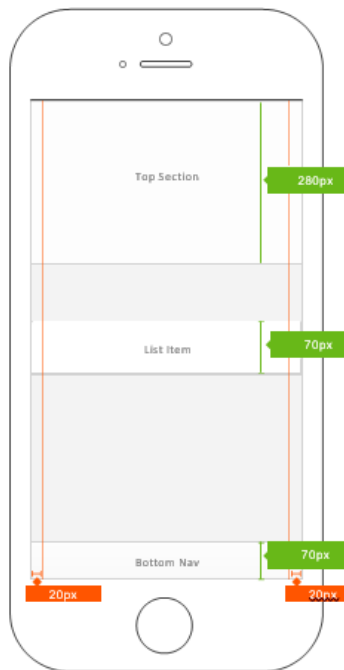 Top Section
280px
List Item
70px
Bottom Nav
70px
20px
20px